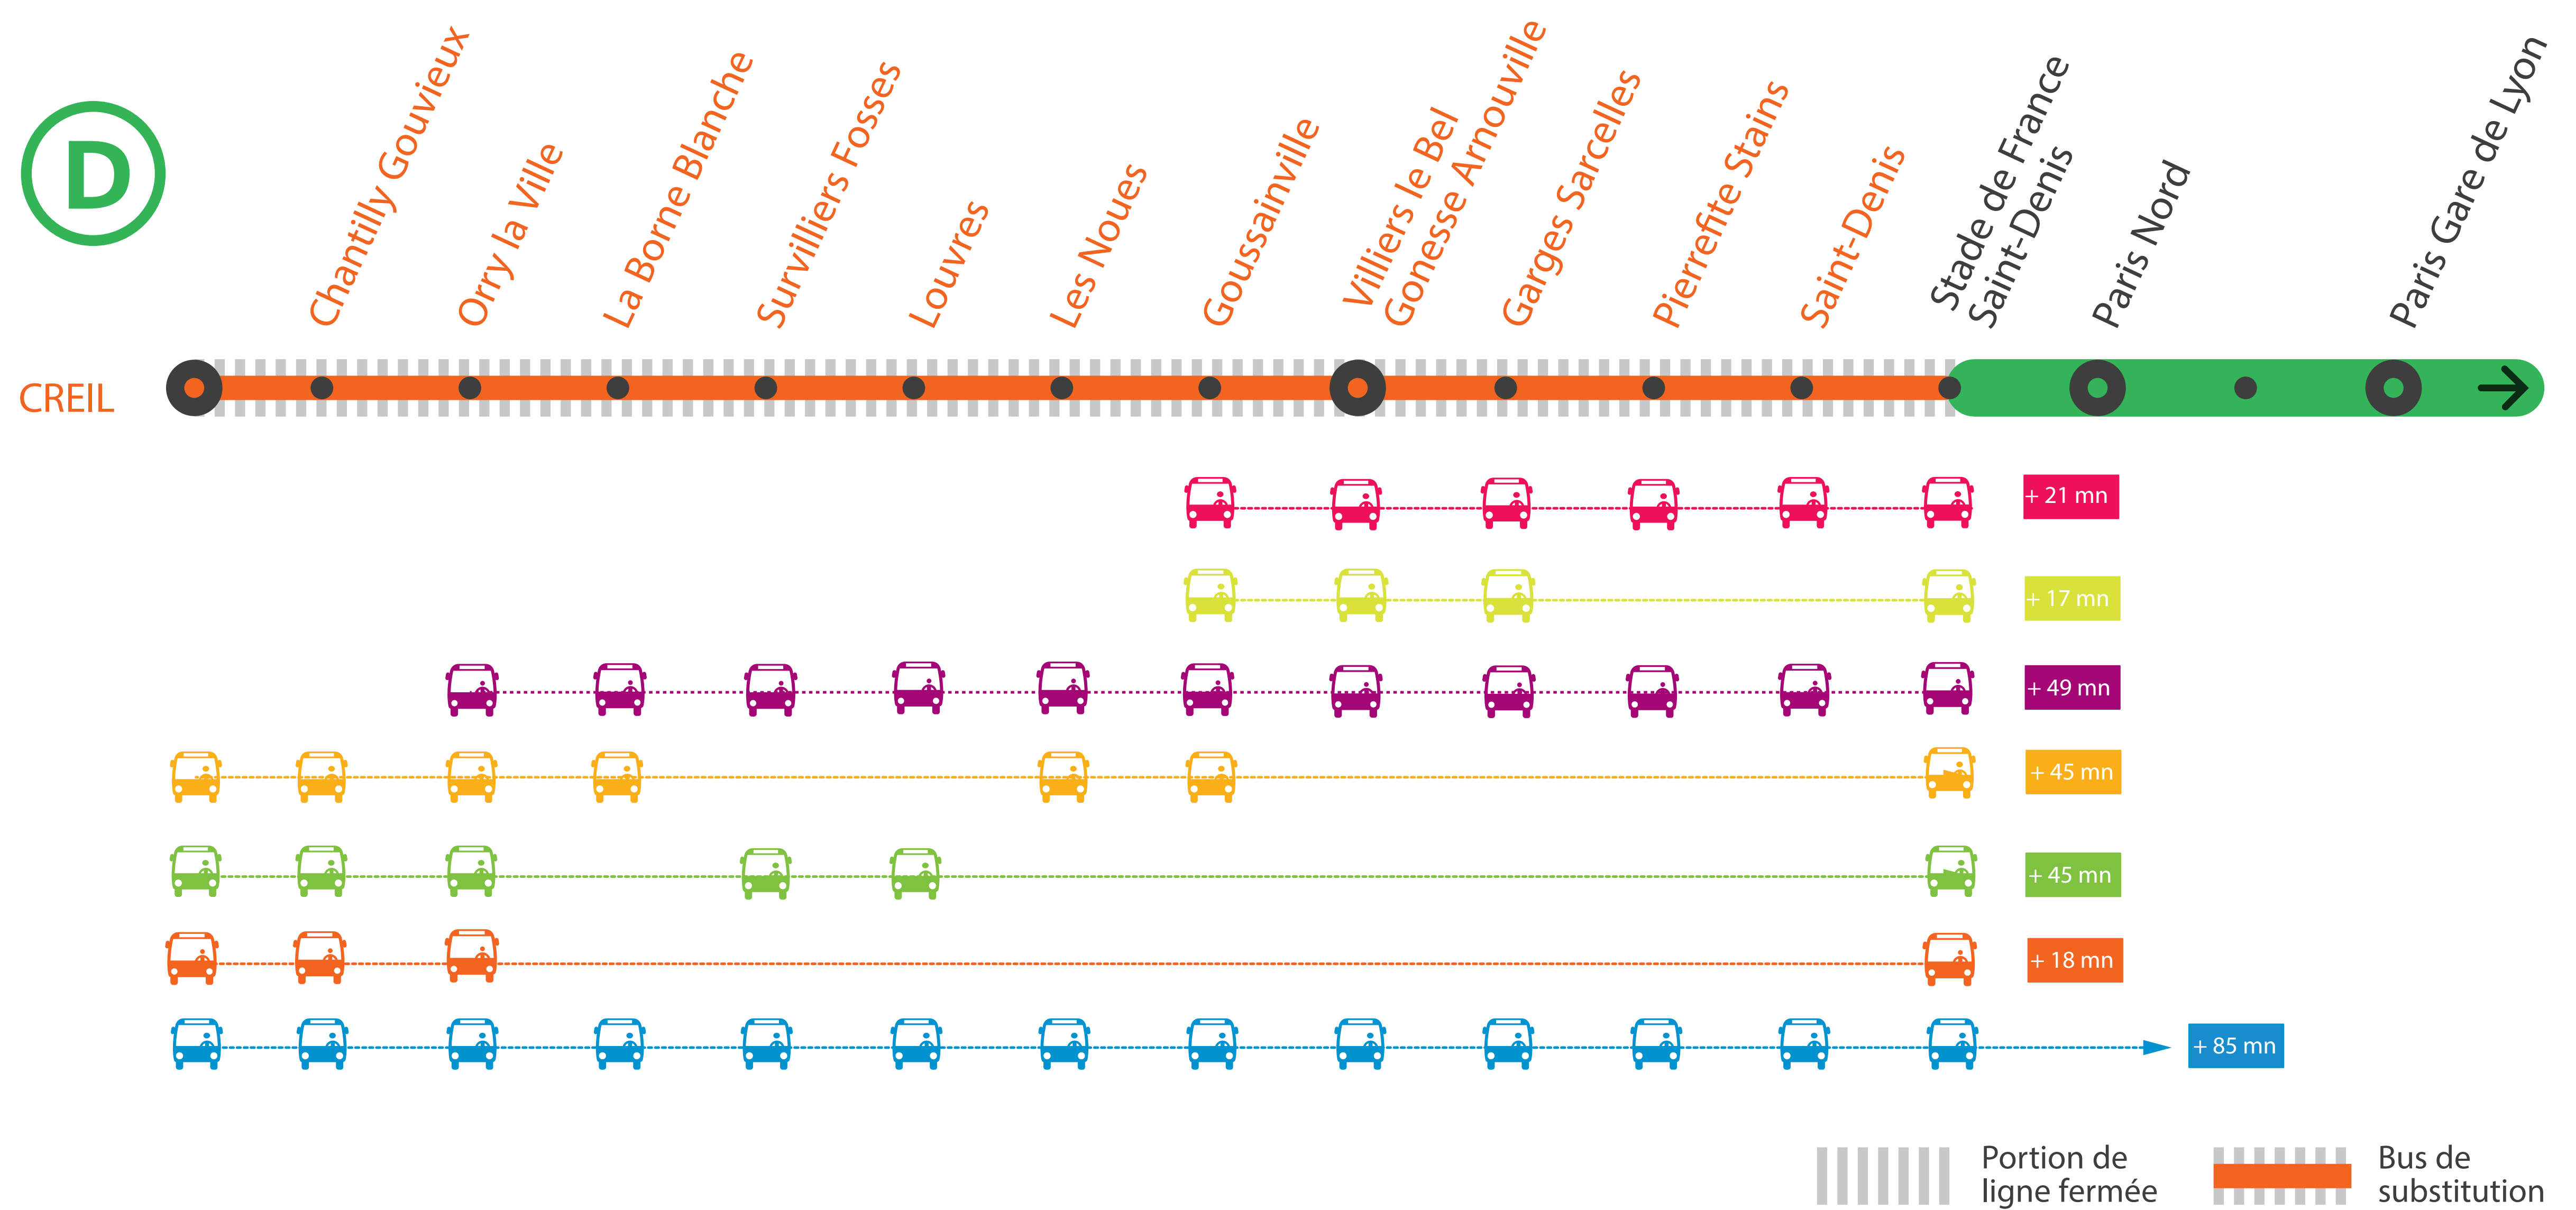 D
Chantilly Gouvieux
Orry la Ville
La Borne Blanche
Survilliers Fosses
Louvres
Les Noues
Goussainville
Villiers le Bel
Gonesse Arnouville
Garges Sarcelles
Pierrefite Stains
Saint-Denis
Stade de France
Saint-Denis
Paris Nord
Paris Gare de Lyon
CREIL
+ 21 mn
+ 17 mn
+ 49 mn
+ 45 mn
+ 45 mn
+ 18 mn
+ 85 mn
Portion de
ligne fermée
Bus de
substitution